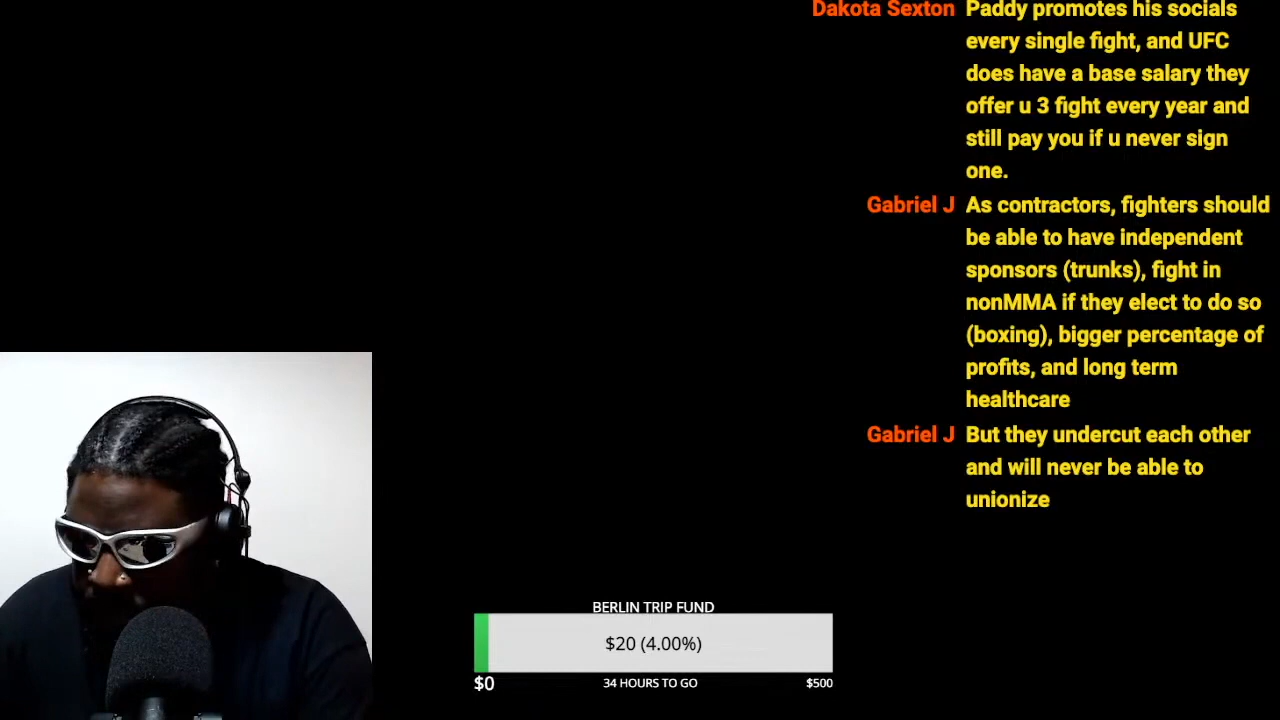 Dakota Sexton Paddy promotes his socials
every single fight, and UFC
does have a base salary they
offer u 3 fight every year and
still pay you if u never sign
one.
Gabriel J As contractors, fighters should
be able to have independent
sponsors (trunks), fight in
nonMMA if they elect to do so
(boxing), bigger percentage of
profits, and long term
healthcare
Gabriel J But they undercut each other
and will never be able to
unionize
BERLIN TRIP FUND
$20 (4.00%)
$0 34 HOURS TO GO $500